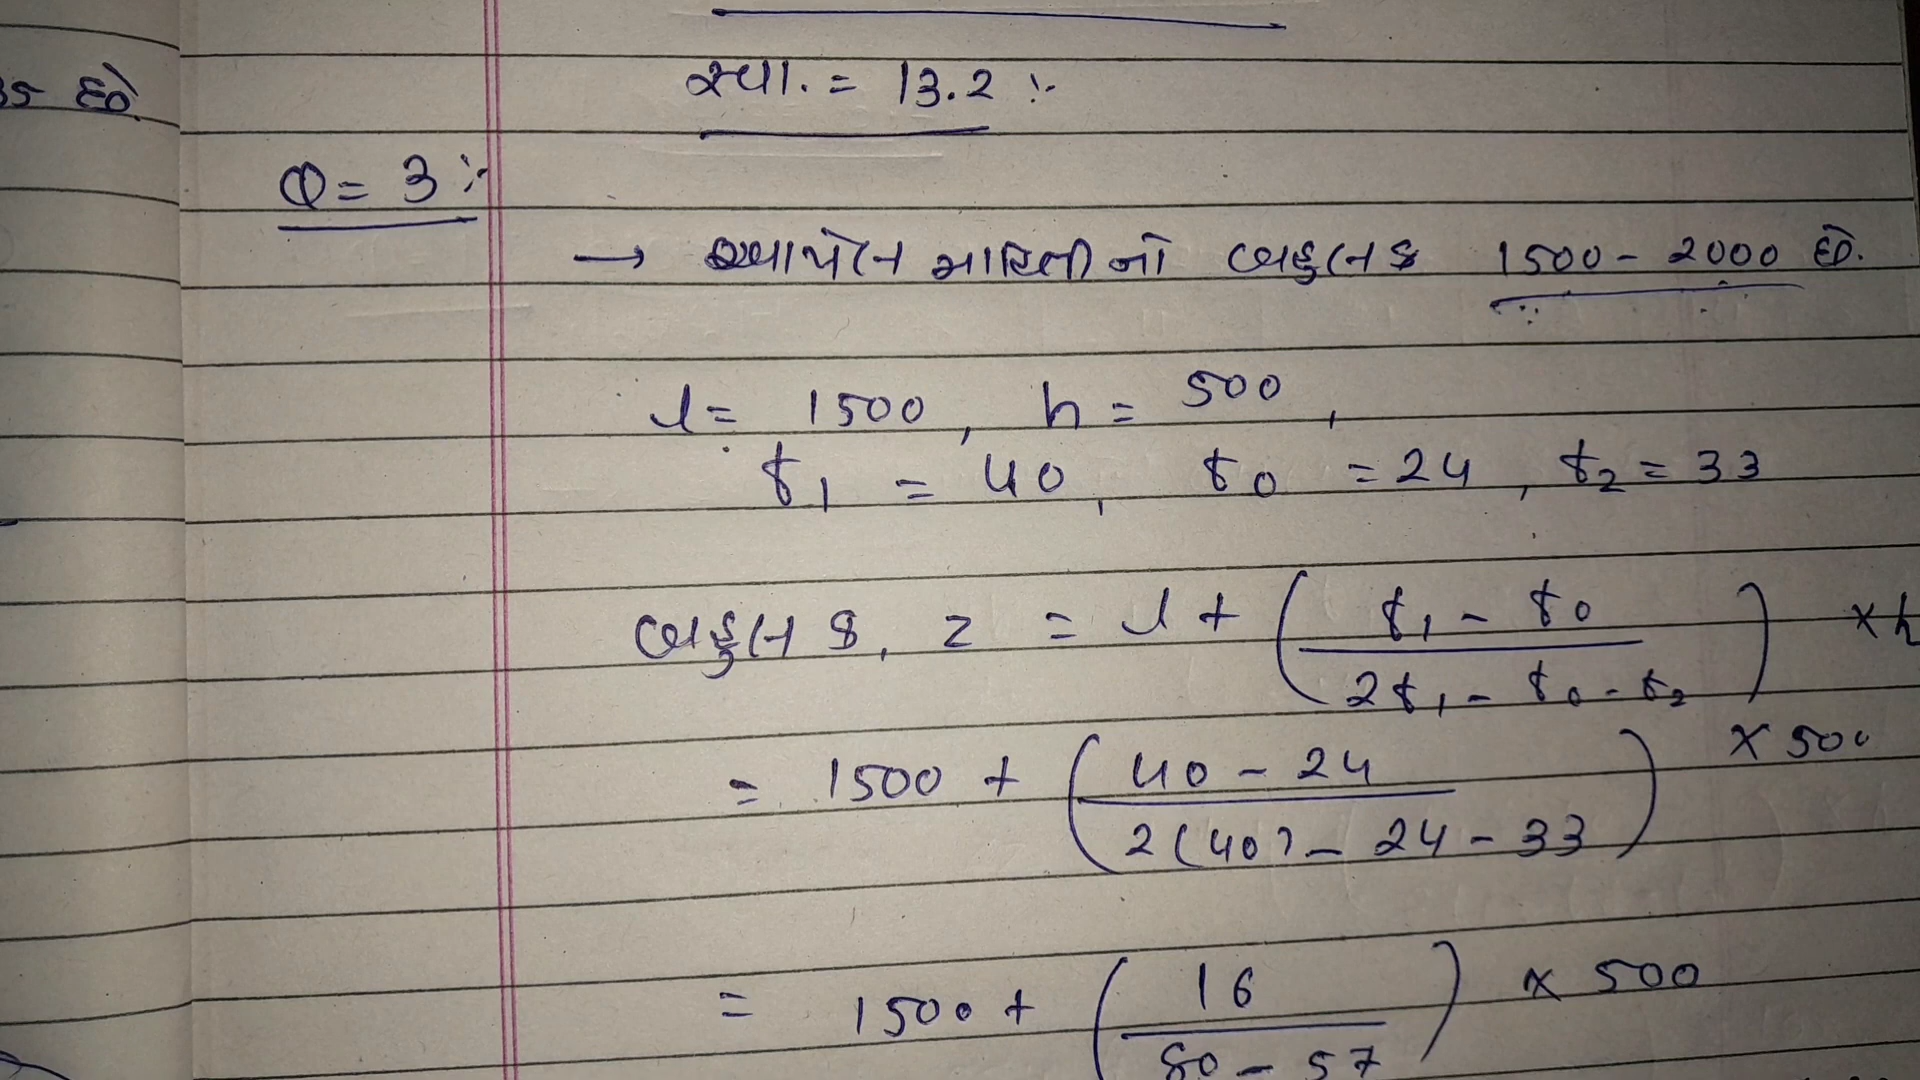 સ્વા. = 13.2 :-
ક છે.
Q = 3 :-
→ આપેલ માહિતીનો બહુલક 1500 - 2000 છે.
l = 1500, h = 500,
f1 = 40, f0 = 24, f2 = 33
બહુલક, z = l + ( f1 - f0 / 2f1 - f0 - f2 ) × h
= 1500 + ( 40 - 24 / 2(40) - 24 - 33 ) × 500
= 1500 + ( 16 / 80 - 57 ) × 500